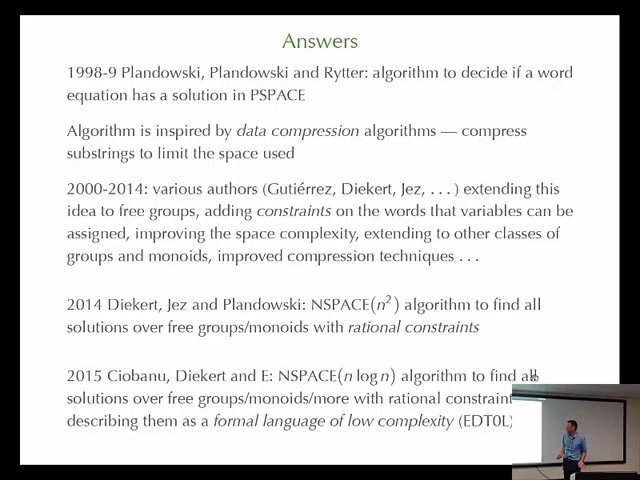 Answers
1998-9 Plandowski, Plandowski and Rytter: algorithm to decide if a word
equation has a solution in PSPACE
Algorithm is inspired by data compression algorithms — compress
substrings to limit the space used
2000-2014: various authors (Gutiérrez, Diekert, Jez, . . . ) extending this
idea to free groups, adding constraints on the words that variables can be
assigned, improving the space complexity, extending to other classes of
groups and monoids, improved compression techniques . . .
2014 Diekert, Jez and Plandowski: NSPACE(n²) algorithm to find all
solutions over free groups/monoids with rational constraints
2015 Ciobanu, Diekert and E: NSPACE(n log n) algorithm to find all
solutions over free groups/monoids/more with rational constraint
describing them as a formal language of low complexity (EDT0L)